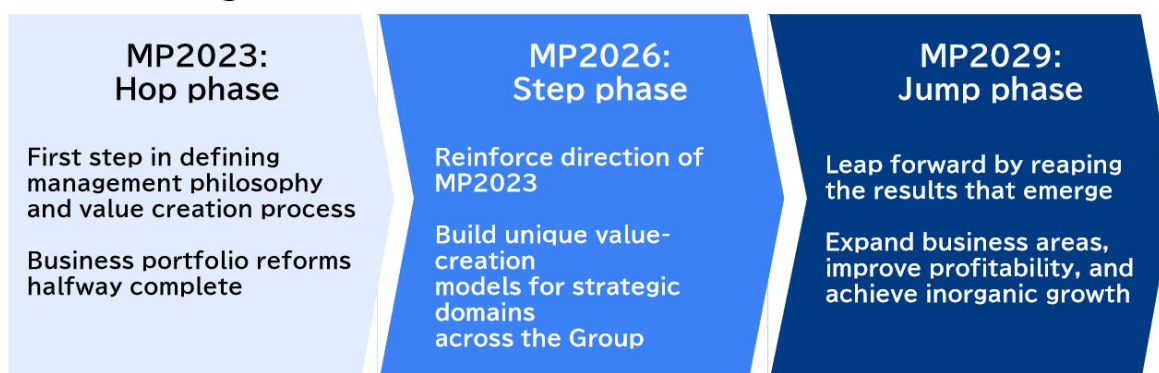 MP2023:
Hop phase
First step in defining
management philosophy
and value creation process
Business portfolio reforms
halfway complete
MP2026:
Step phase
Reinforce direction of
MP2023
Build unique value-
creation
models for strategic
domains
across the Group
MP2029:
Jump phase
Leap forward by reaping
the results that emerge
Expand business areas,
improve profitability, and
achieve inorganic growth